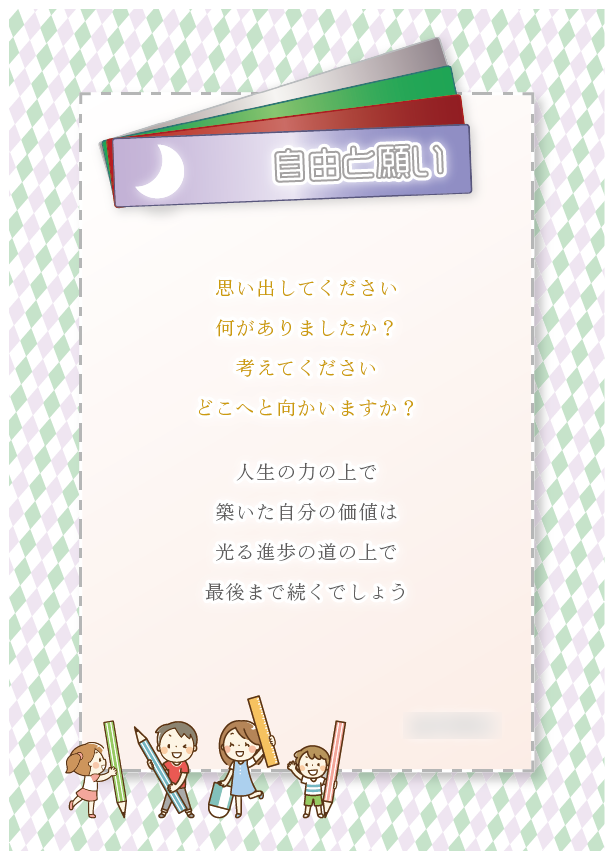 自由と願い
思い出してください
何がありましたか？
考えてください
どこへと向かいますか？
人生の力の上で
築いた自分の価値は
光る進歩の道の上で
最後まで続くでしょう